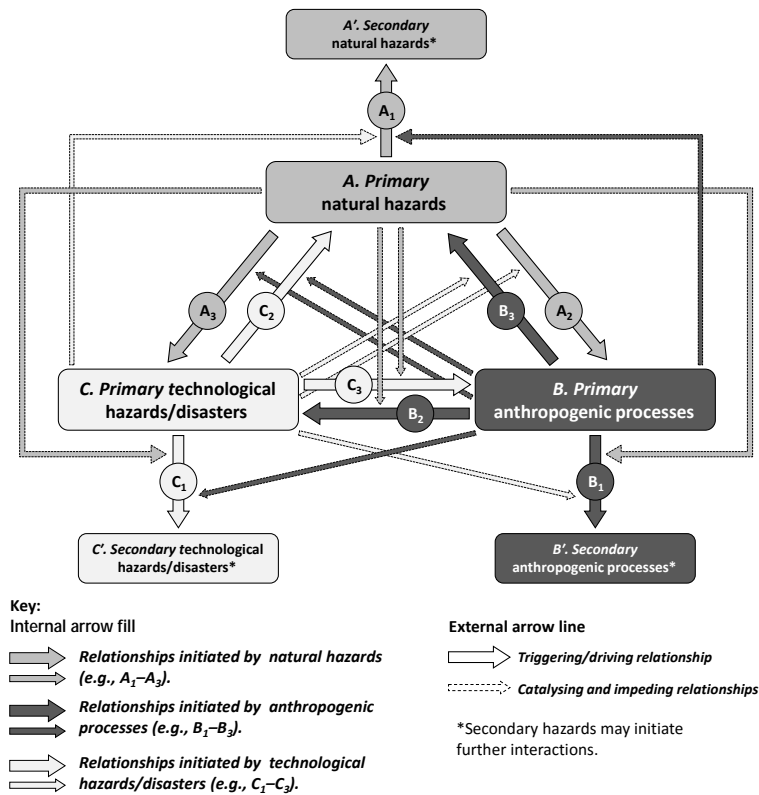 A'. Secondary
natural hazards*
A₁
A. Primary
natural hazards
A₃
C₂
B₃
A₂
C. Primary technological
hazards/disasters
C₃
B₂
B. Primary
anthropogenic processes
C₁
B₁
C'. Secondary technological
hazards/disasters*
B'. Secondary
anthropogenic processes*
Key:
Internal arrow fill
Relationships initiated by natural hazards
(e.g., A₁–A₃).
Relationships initiated by anthropogenic
processes (e.g., B₁–B₃).
Relationships initiated by technological
hazards/disasters (e.g., C₁–C₃).
External arrow line
Triggering/driving relationship
Catalysing and impeding relationships
*Secondary hazards may initiate
further interactions.